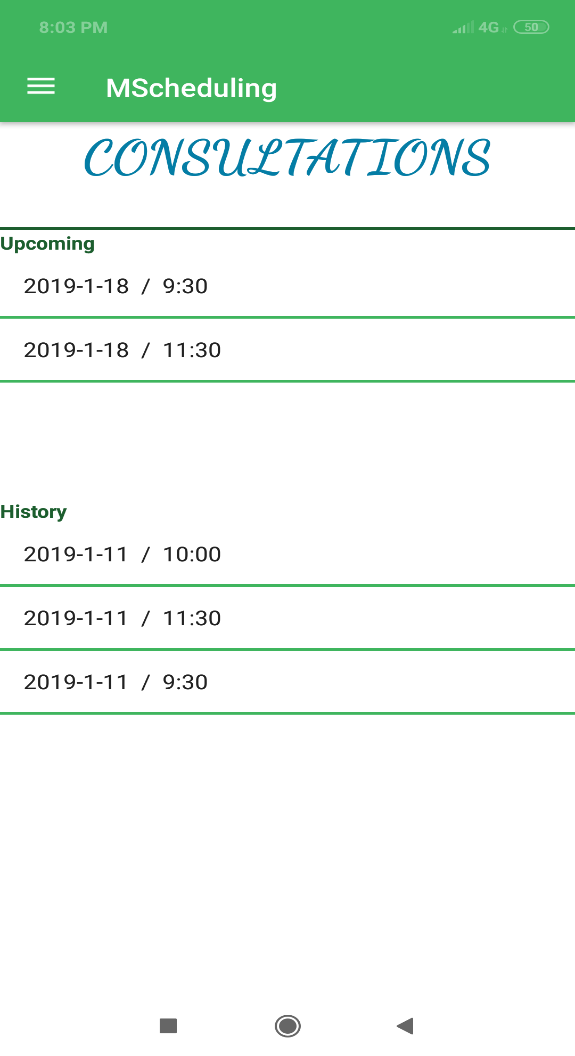 8:03 PM 4G 50
MScheduling
CONSULTATIONS
Upcoming
2019-1-18 / 9:30
2019-1-18 / 11:30
History
2019-1-11 / 10:00
2019-1-11 / 11:30
2019-1-11 / 9:30